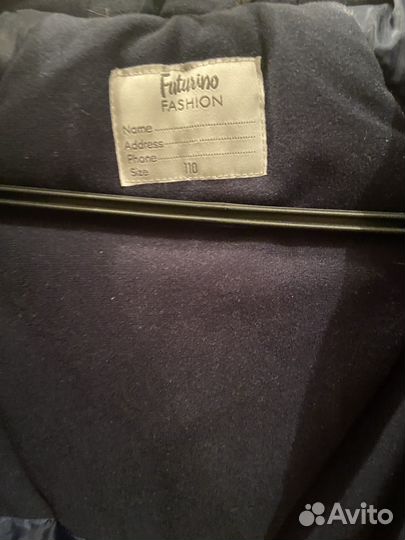 Futurino
FASHION
Name
Address
Phone
Size 110
Avito